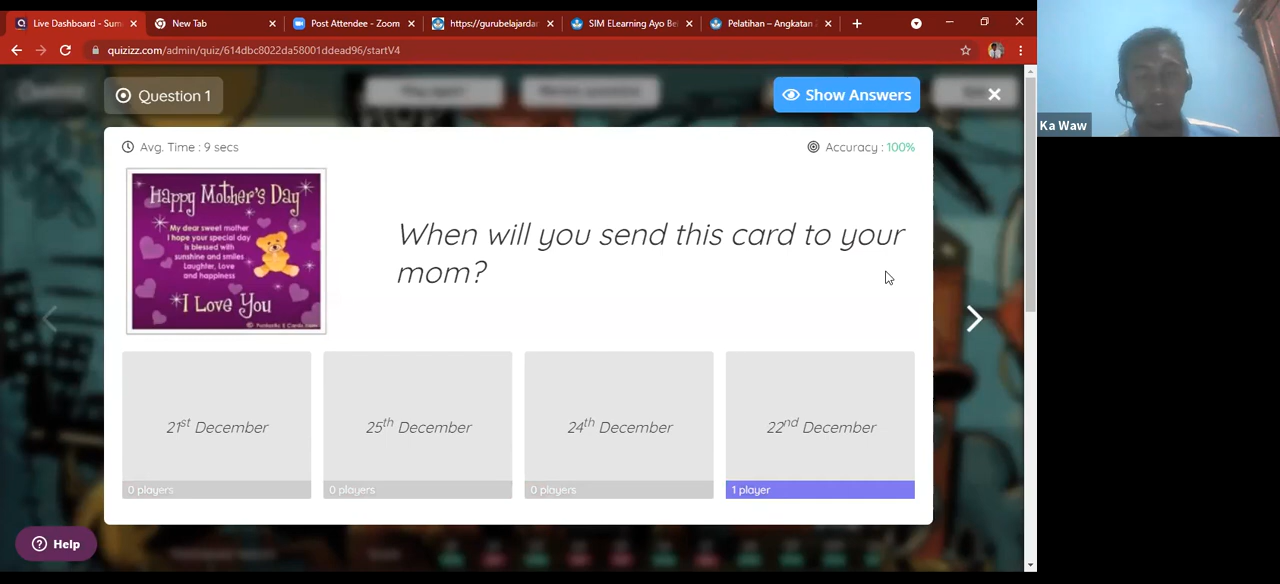 Live Dashboard - Sum
New Tab
Post Attendee - Zoom
https://gurubelajardan
SIM ELearning Ayo Bel
Pelatihan – Angkatan
quizizz.com/admin/quiz/614dbc8022da58001ddead96/startV4
Question 1
Show Answers
Ka Waw
Avg. Time : 9 secs
Accuracy : 100%
Happy Mother's Day
My dear sweet mother
I hope your special day
is blessed with
sunshine and smiles
Laughter, Love
and happiness
I Love You
When will you send this card to your
mom?
21st December
25th December
24th December
22nd December
0 players
0 players
0 players
1 player
Help